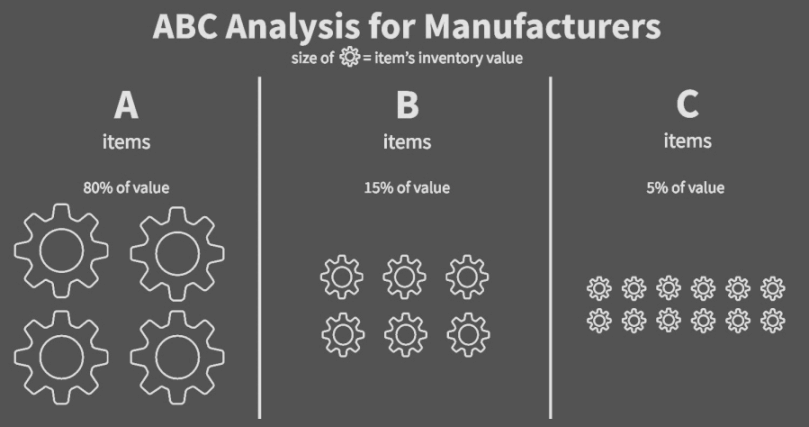 ABC Analysis for Manufacturers
size of = item's inventory value
A
items
80% of value
B
items
15% of value
C
items
5% of value